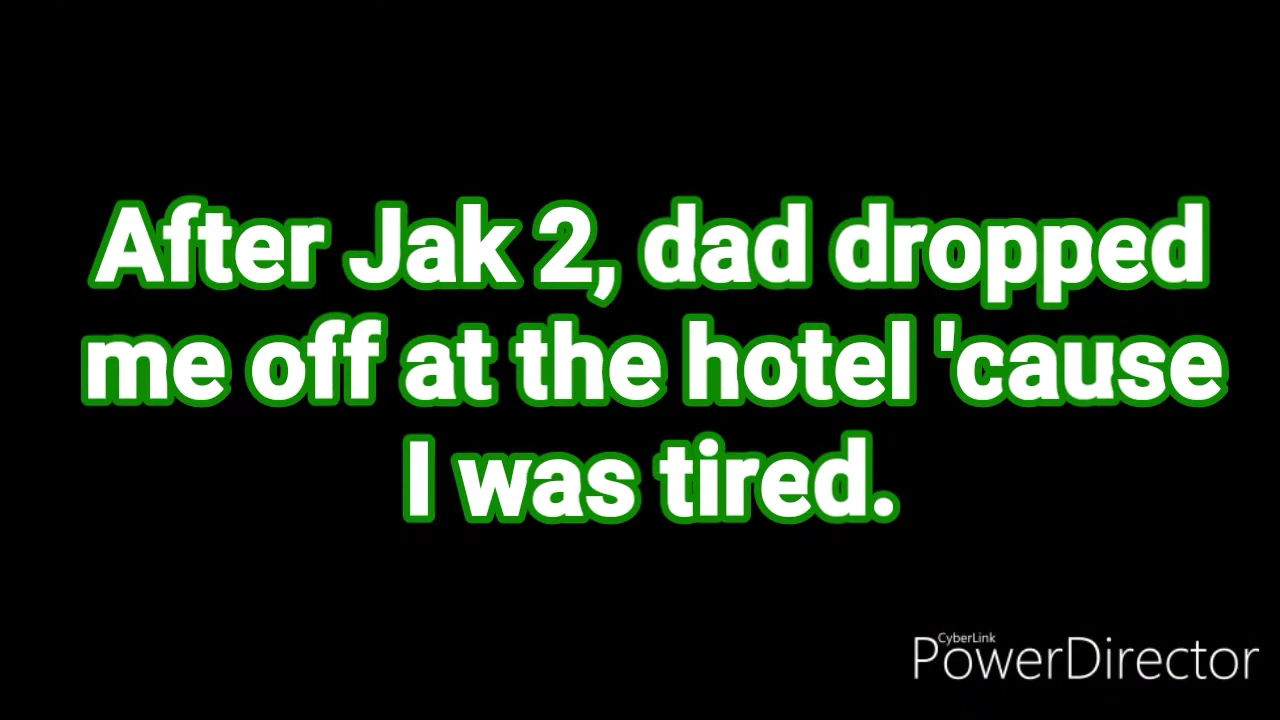 After Jak 2, dad dropped
me off at the hotel 'cause
I was tired.
CyberLink
PowerDirector